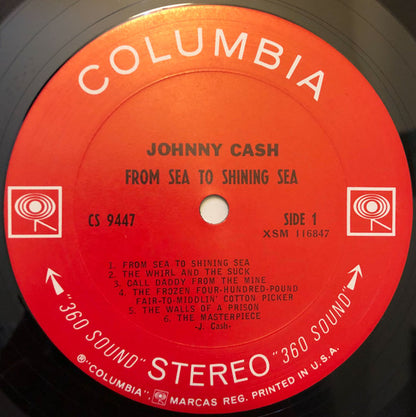 COLUMBIA
JOHNNY CASH
FROM SEA TO SHINING SEA
CS 9447
SIDE 1
XSM 116847
1. FROM SEA TO SHINING SEA
2. THE WHIRL AND THE SUCK
3. CALL DADDY FROM THE MINE
4. THE FROZEN FOUR-HUNDRED-POUND
FAIR-TO MIDDLIN' COTTON PICKER
5. THE WALLS OF A PRISON
6. THE MASTERPIECE
-J. Cash-
"360 SOUND" STEREO "360 SOUND"
® "COLUMBIA", MARCAS REG. PRINTED IN U.S.A.